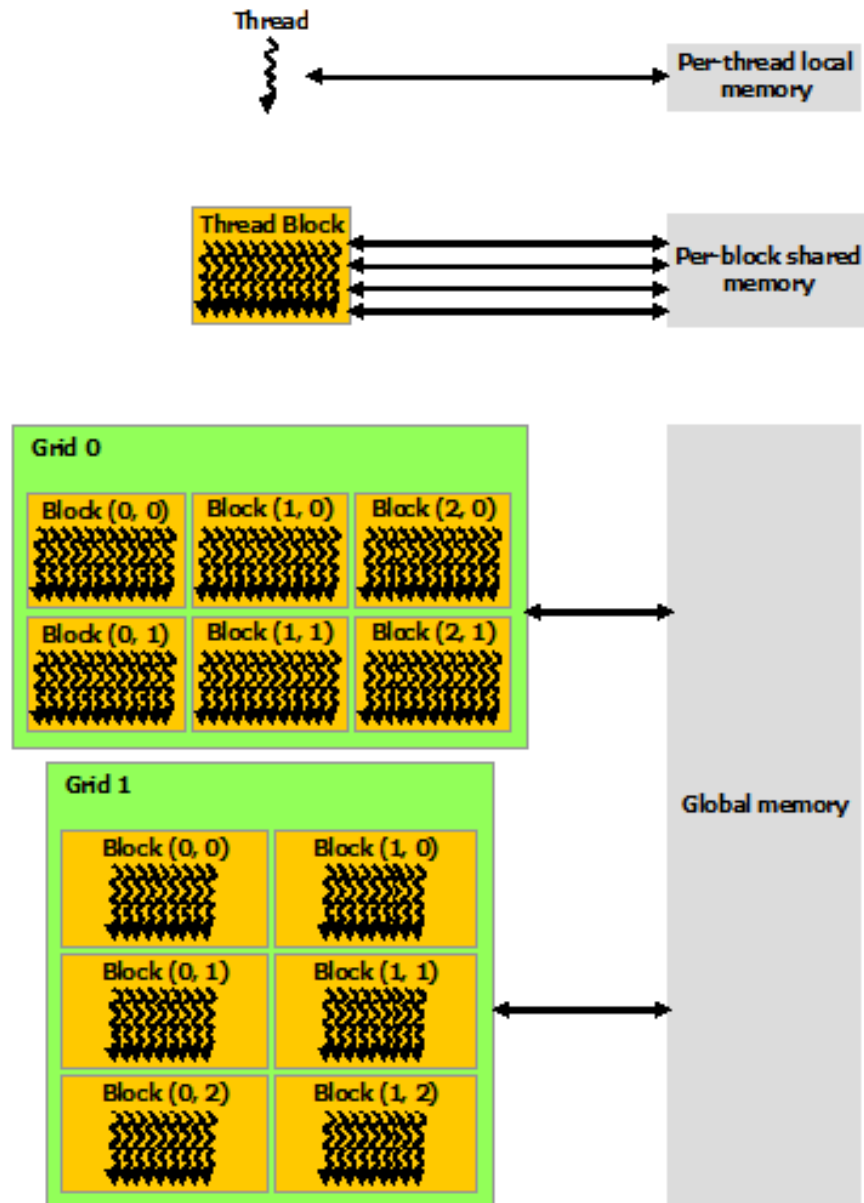 Thread
Per-thread local
memory
Thread Block
Per-block shared
memory
Grid 0
Block (0, 0)
Block (1, 0)
Block (2, 0)
Block (0, 1)
Block (1, 1)
Block (2, 1)
Grid 1
Global memory
Block (0, 0)
Block (1, 0)
Block (0, 1)
Block (1, 1)
Block (0, 2)
Block (1, 2)